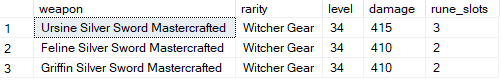 weapon rarity level damage rune_slots
1 Ursine Silver Sword Mastercrafted Witcher Gear 34 415 3
2 Feline Silver Sword Mastercrafted Witcher Gear 34 410 2
3 Griffin Silver Sword Mastercrafted Witcher Gear 34 410 2